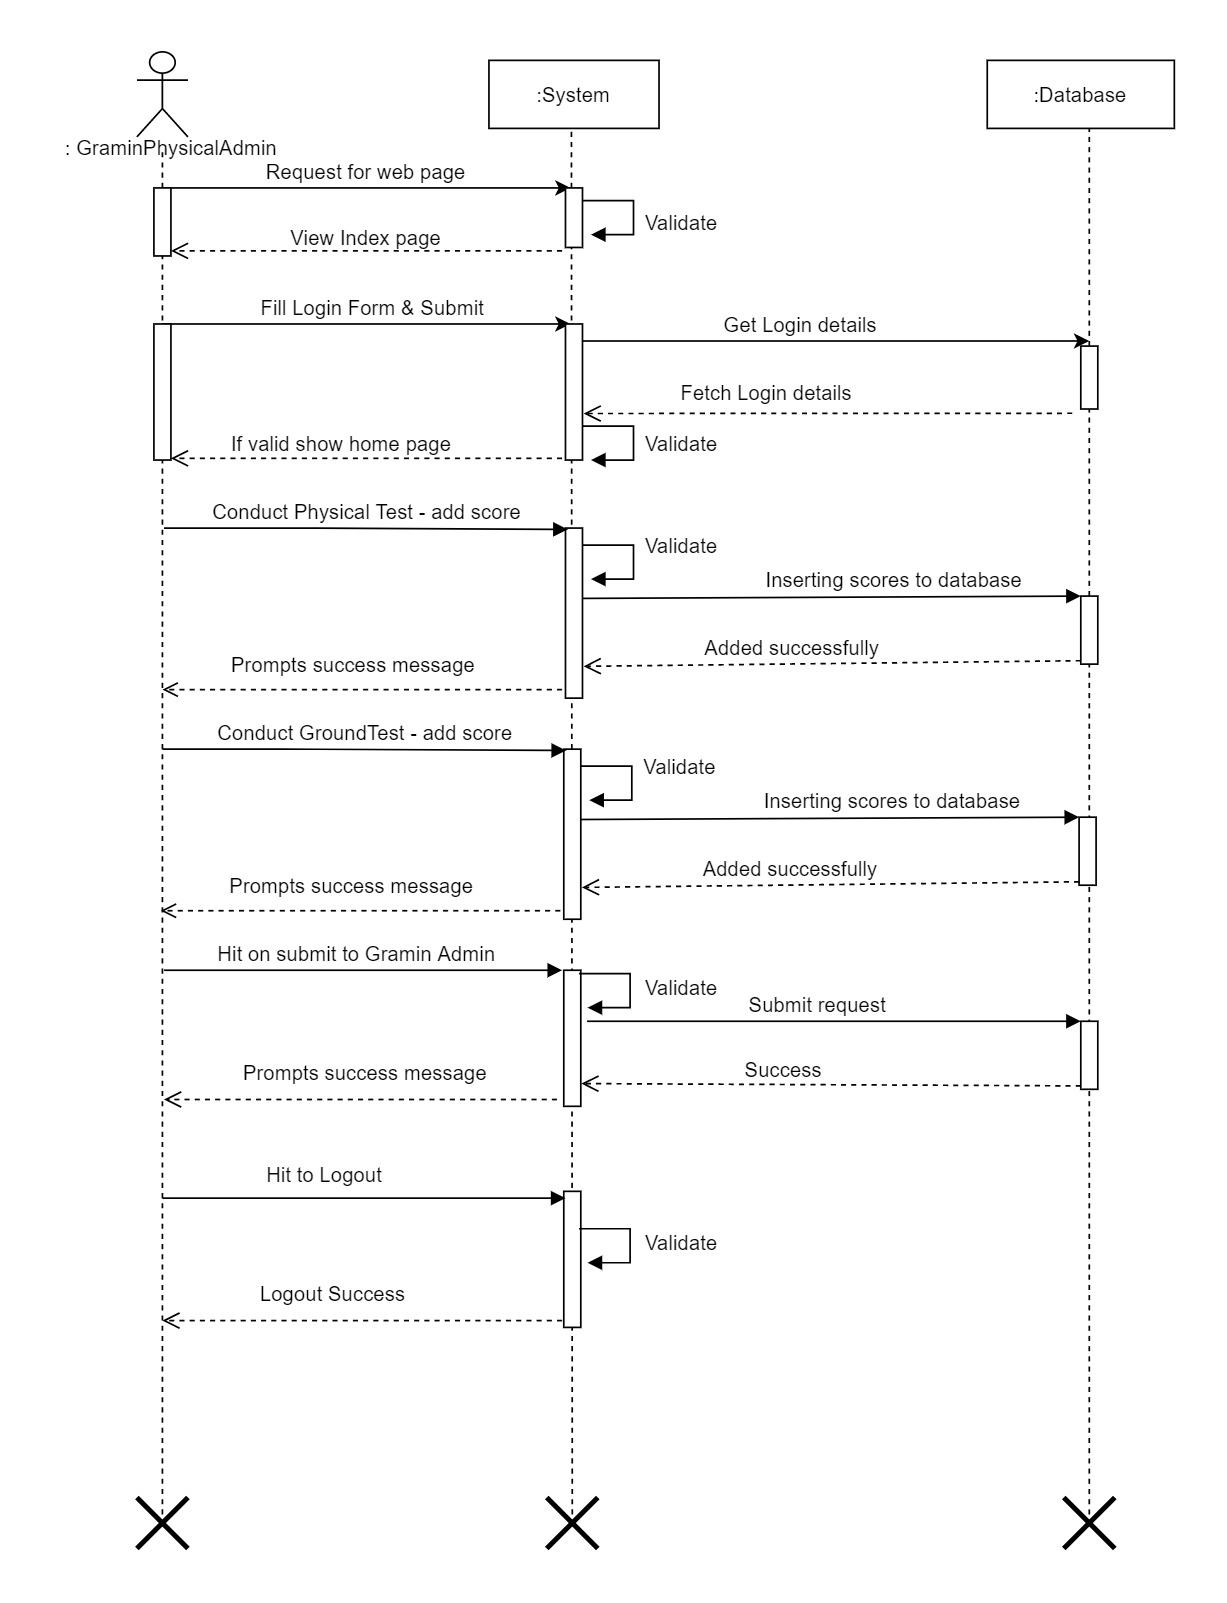 : GraminPhysicalAdmin
:System
:Database
Request for web page
Validate
View Index page
Fill Login Form & Submit
Get Login details
Fetch Login details
If valid show home page
Validate
Conduct Physical Test - add score
Validate
Inserting scores to database
Added successfully
Prompts success message
Conduct GroundTest - add score
Validate
Inserting scores to database
Added successfully
Prompts success message
Hit on submit to Gramin Admin
Validate
Submit request
Success
Prompts success message
Hit to Logout
Validate
Logout Success